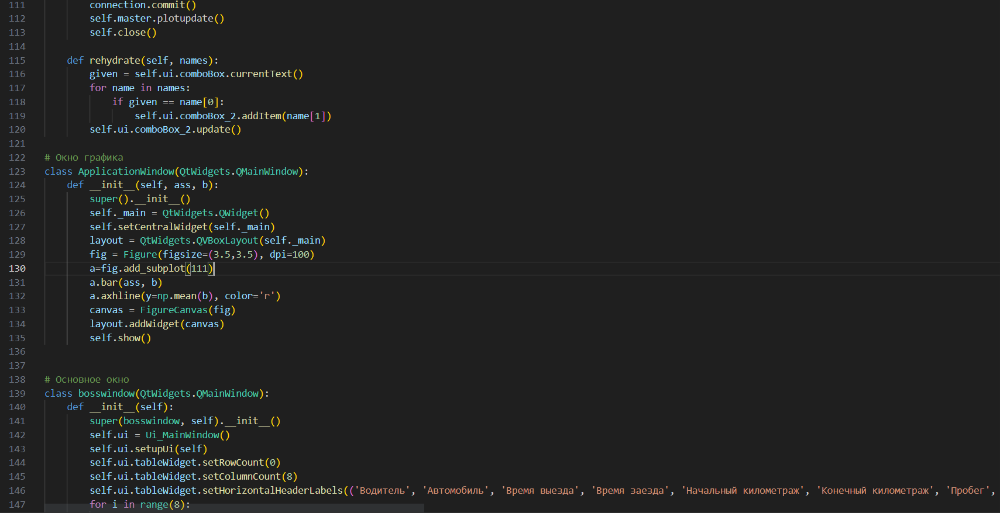 111 connection.commit()
112 self.master.plotupdate()
113 self.close()
114
115 def rehydrate(self, names):
116 given = self.ui.comboBox.currentText()
117 for name in names:
118 if given == name[0]:
119 self.ui.comboBox_2.addItem(name[1])
120 self.ui.comboBox_2.update()
121
122 # Окно графика
123 class ApplicationWindow(QtWidgets.QMainWindow):
124 def __init__(self, ass, b):
125 super().__init__()
126 self._main = QtWidgets.QWidget()
127 self.setCentralWidget(self._main)
128 layout = QtWidgets.QVBoxLayout(self._main)
129 fig = Figure(figsize=(3.5,3.5), dpi=100)
130 a=fig.add_subplot(111)
131 a.bar(ass, b)
132 a.axhline(y=np.mean(b), color='r')
133 canvas = FigureCanvas(fig)
134 layout.addWidget(canvas)
135 self.show()
136
137
138 # Основное окно
139 class bosswindow(QtWidgets.QMainWindow):
140 def __init__(self):
141 super(bosswindow, self).__init__()
142 self.ui = Ui_MainWindow()
143 self.ui.setupUi(self)
144 self.ui.tableWidget.setRowCount(0)
145 self.ui.tableWidget.setColumnCount(8)
146 self.ui.tableWidget.setHorizontalHeaderLabels(('Водитель', 'Автомобиль', 'Время выезда', 'Время заезда', 'Начальный километраж', 'Конечный километраж', 'Пробег',
147 for i in range(8):